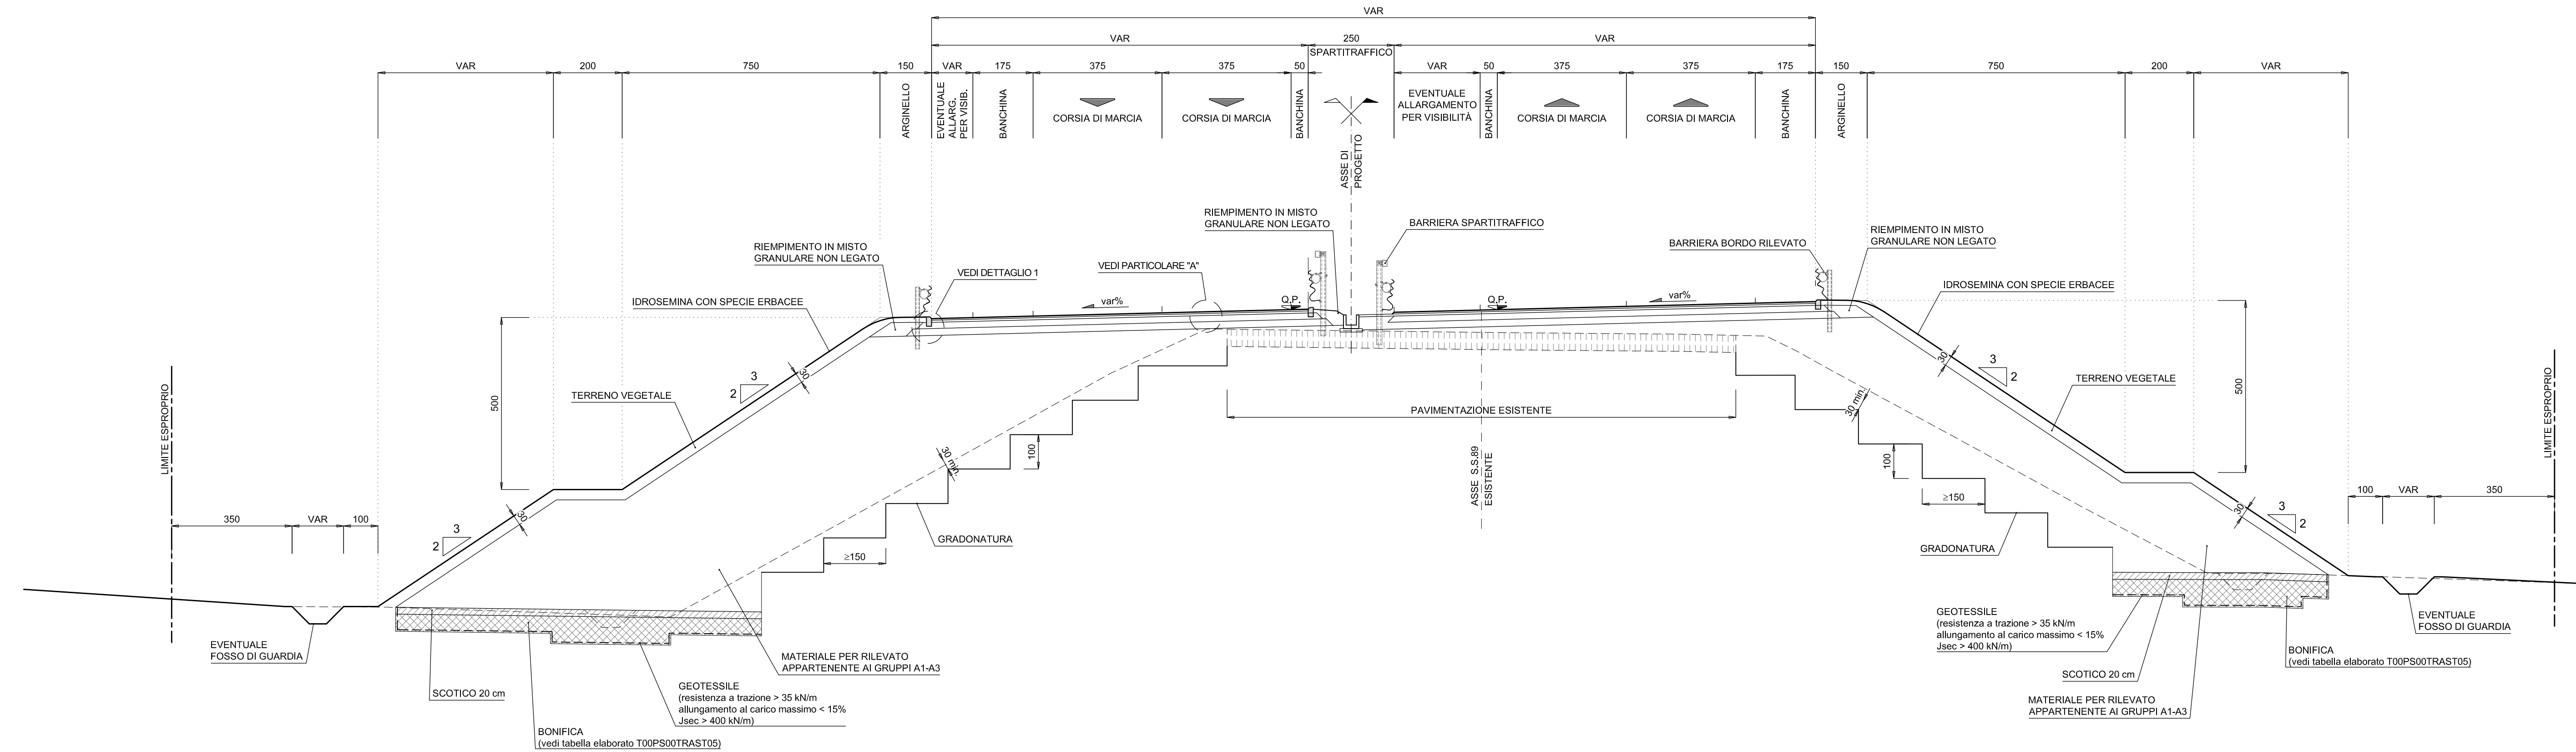 VAR
VAR
250
VAR
SPARTITRAFFICO
VAR
200
750
150
VAR
175
375
375
50
VAR
50
375
375
175
150
750
200
VAR
ARGINELLO
EVENTUALE
ALLARG.
PER VISIB.
BANCHINA
CORSIA DI MARCIA
CORSIA DI MARCIA
BANCHINA
EVENTUALE
ALLARGAMENTO
PER VISIBILITÀ
BANCHINA
CORSIA DI MARCIA
CORSIA DI MARCIA
BANCHINA
ARGINELLO
ASSE DI
PROGETTO
RIEMPIMENTO IN MISTO
GRANULARE NON LEGATO
BARRIERA SPARTITRAFFICO
RIEMPIMENTO IN MISTO
GRANULARE NON LEGATO
VEDI DETTAGLIO 1
VEDI PARTICOLARE "A"
BARRIERA BORDO RILEVATO
RIEMPIMENTO IN MISTO
GRANULARE NON LEGATO
IDROSEMINA CON SPECIE ERBACEE
var%
Q.P.
Q.P.
var%
IDROSEMINA CON SPECIE ERBACEE
LIMITE ESPROPRIO
500
TERRENO VEGETALE
3
2
30
30
3
2
TERRENO VEGETALE
500
LIMITE ESPROPRIO
PAVIMENTAZIONE ESISTENTE
30 min.
30 min.
100
100
ASSE S.S.89
ESISTENTE
350
VAR
100
3
2
30
≥150
GRADONATURA
≥150
GRADONATURA
30
3
2
100
VAR
350
EVENTUALE
FOSSO DI GUARDIA
SCOTICO 20 cm
BONIFICA
(vedi tabella elaborato T00PS00TRAST05)
GEOTESSILE
(resistenza a trazione > 35 kN/m
allungamento al carico massimo < 15%
Jsec > 400 kN/m)
MATERIALE PER RILEVATO
APPARTENENTE AI GRUPPI A1-A3
GEOTESSILE
(resistenza a trazione > 35 kN/m
allungamento al carico massimo < 15%
Jsec > 400 kN/m)
SCOTICO 20 cm
MATERIALE PER RILEVATO
APPARTENENTE AI GRUPPI A1-A3
BONIFICA
(vedi tabella elaborato T00PS00TRAST05)
EVENTUALE
FOSSO DI GUARDIA